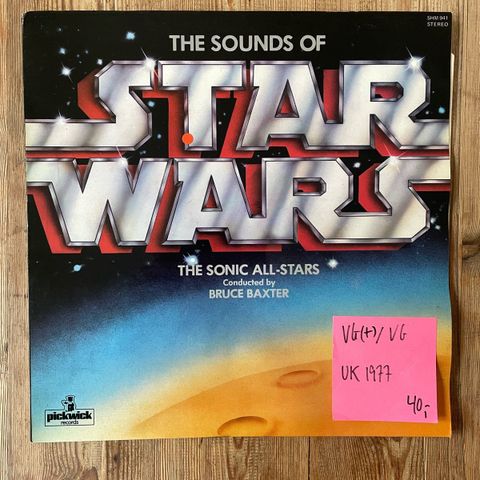 SHM 941
STEREO
THE SOUNDS OF
STAR
WARS
THE SONIC ALL-STARS
Conducted by
BRUCE BAXTER
VG(+)/ VG
UK 1977
40,-
pickwick
records